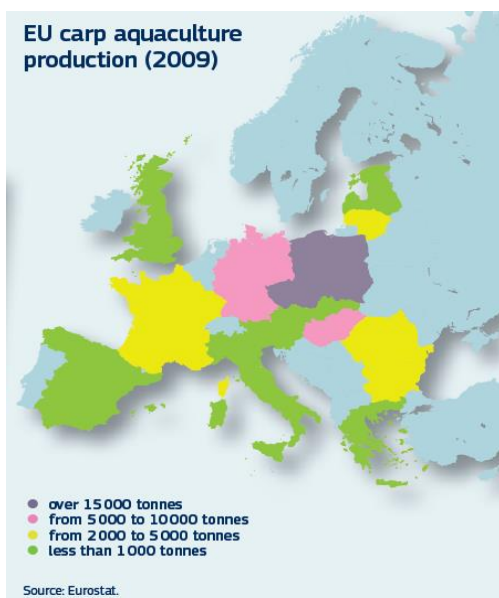 EU carp aquaculture
production (2009)
over 15 000 tonnes
from 5 000 to 10 000 tonnes
from 2 000 to 5 000 tonnes
less than 1 000 tonnes
Source: Eurostat.